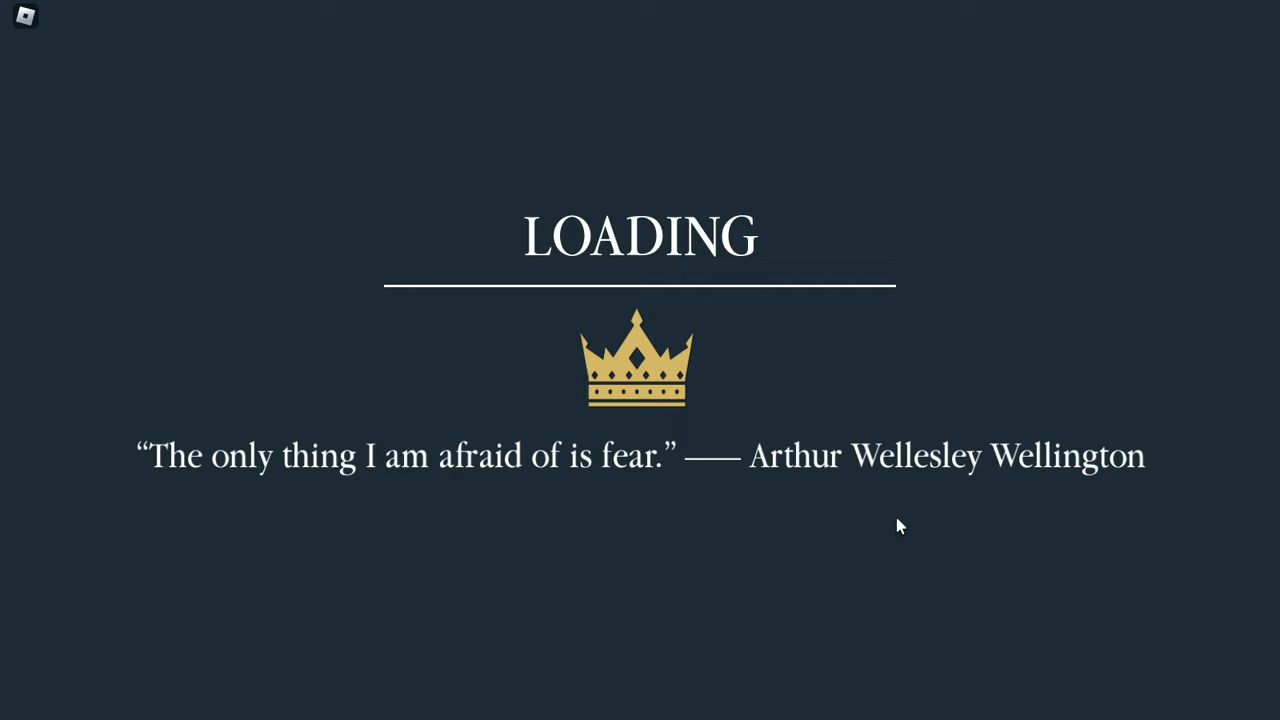 LOADING
“The only thing I am afraid of is fear.” —— Arthur Wellesley Wellington